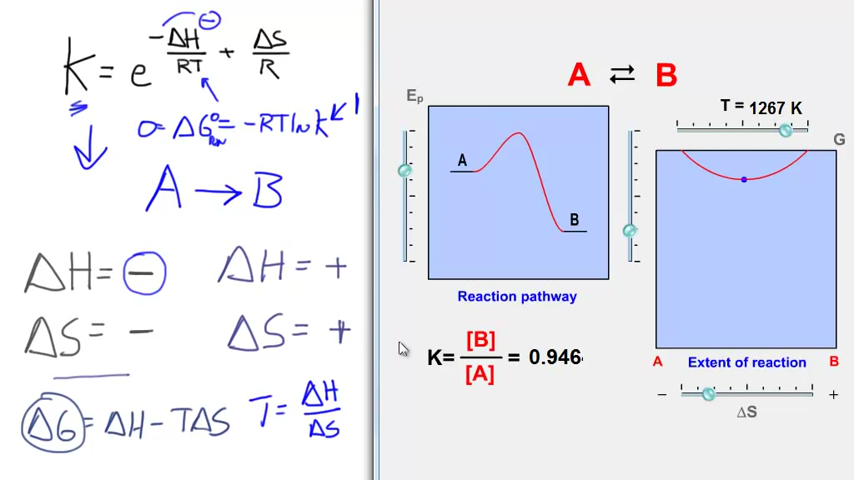 K = e^(-ΔH/RT + ΔS/R)
0 = ΔG°rxn = -RT ln K
K 1
A → B
ΔH = - ΔH = +
ΔS = - ΔS = +
ΔG = ΔH - TΔS T = ΔH/ΔS
A ⇄ B
Ep
T = 1267 K
G
A
B
Reaction pathway
K= [B]/[A] = 0.946
A Extent of reaction B
- +
ΔS